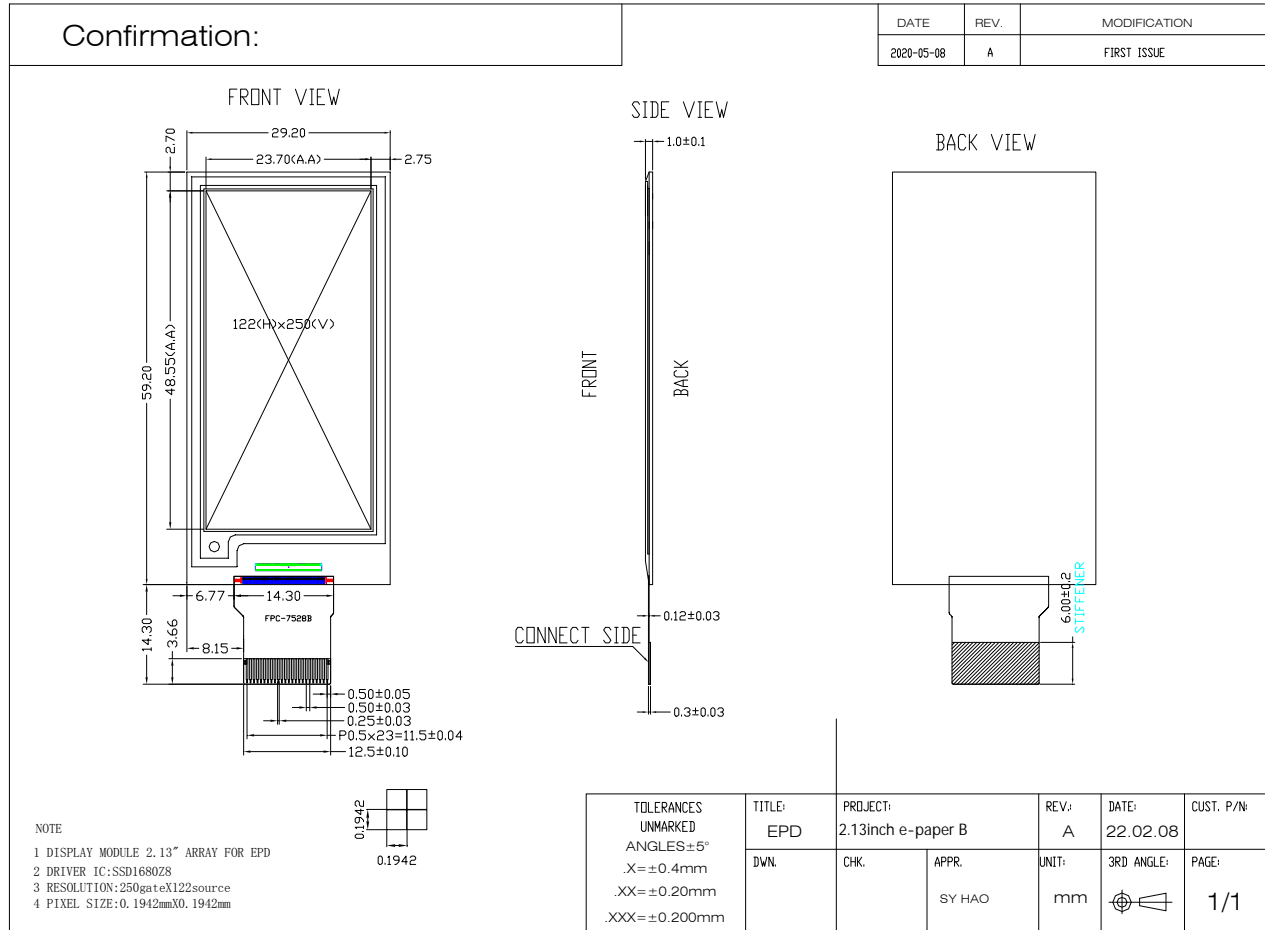 Confirmation:
DATE REV. MODIFICATION
2020-05-08 A FIRST ISSUE
FRONT VIEW
29.20
2.70
23.70(A.A)
2.75
59.20
48.55(A.A)
122(H)x250(V)
6.77
14.30
FPC-7528B
14.30
3.66
8.15
0.50±0.05
0.50±0.03
0.25±0.03
P0.5x23=11.5±0.04
12.5±0.10
SIDE VIEW
1.0±0.1
FRONT
BACK
0.12±0.03
CONNECT SIDE
0.3±0.03
BACK VIEW
6.00±0.2
STIFFENER
0.1942
0.1942
NOTE
1 DISPLAY MODULE 2.13″ ARRAY FOR EPD
2 DRIVER IC:SSD1680Z8
3 RESOLUTION:250gateX122source
4 PIXEL SIZE:0.1942mmX0.1942mm
TOLERANCES
UNMARKED
ANGLES±5°
.X=±0.4mm
.XX=±0.20mm
.XXX=±0.200mm
TITLE: PROJECT: REV.: DATE: CUST. P/N:
EPD 2.13inch e-paper B A 22.02.08
DWN. CHK. APPR. UNIT: 3RD ANGLE: PAGE:
SY HAO mm 1/1